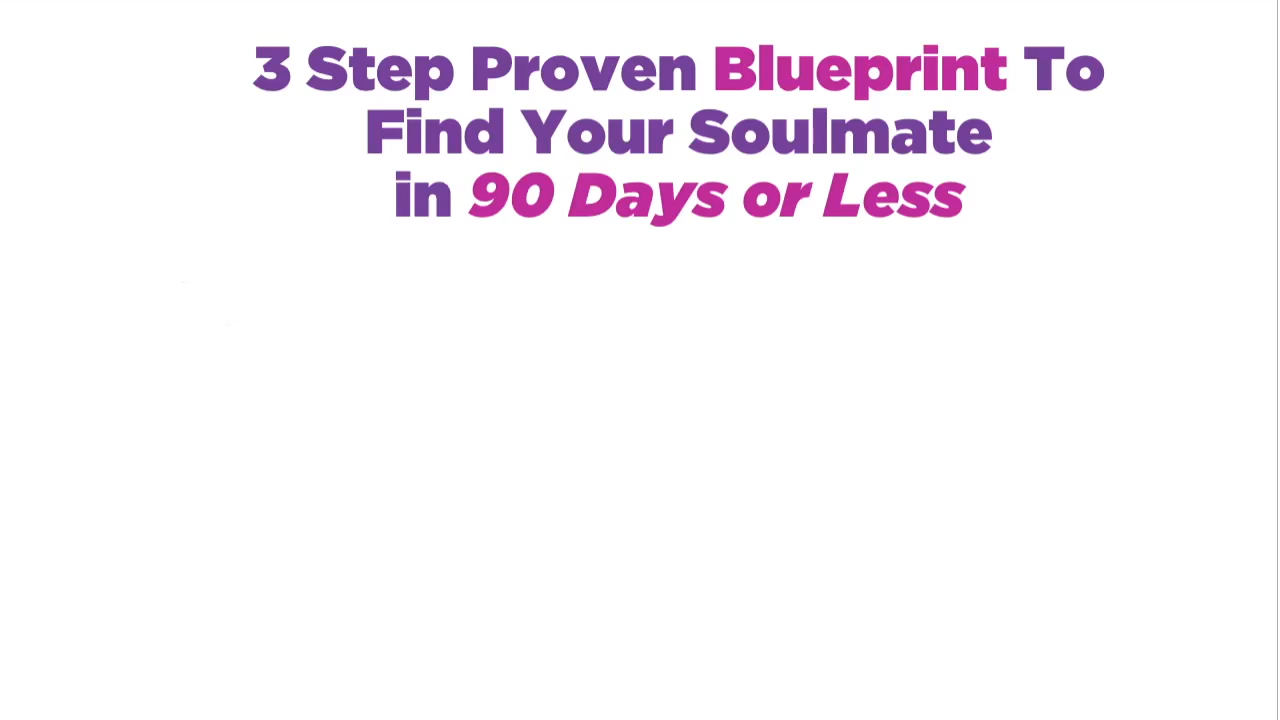 3 Step Proven Blueprint To
Find Your Soulmate
in 90 Days or Less